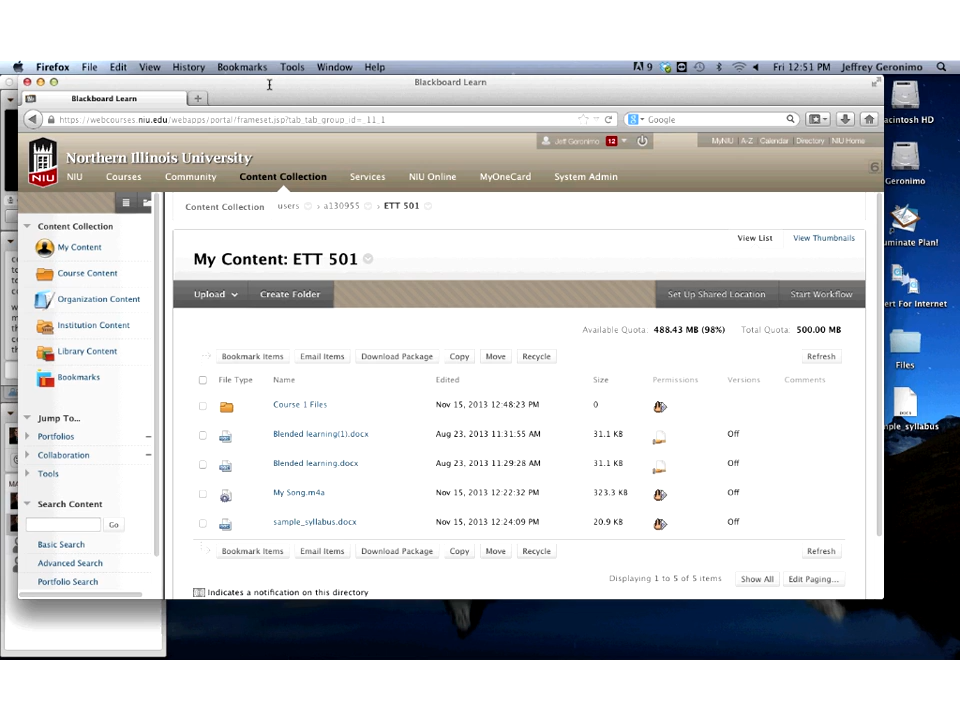 Firefox File Edit View History Bookmarks Tools Window Help 9 Fri 12:51 PM Jeffrey Geronimo
Blackboard Learn
Blackboard Learn
https://webcourses.niu.edu/webapps/portal/frameset.jsp?tab_tab_group_id=_11_1 Google
acintosh HD
Jeff Geronimo 12 MyNIU A-Z Calendar Directory NIU Home
Northern Illinois University
NIU
NIU Courses Community Content Collection Services NIU Online MyOneCard System Admin
6
Geronimo
Content Collection users a130955 ETT 501
Content Collection
My Content
Course Content
Organization Content
Institution Content
Library Content
Bookmarks
View List View Thumbnails
uminate Plan!
My Content: ETT 501
Upload Create Folder Set Up Shared Location Start Workflow
ert For Internet
Available Quota: 488.43 MB (98%) Total Quota: 500.00 MB
Bookmark Items Email Items Download Package Copy Move Recycle Refresh
Files
File Type Name Edited Size Permissions Versions Comments
Course 1 Files Nov 15, 2013 12:48:23 PM 0
Blended learning(1).docx Aug 23, 2013 11:31:55 AM 31.1 KB Off
Blended learning.docx Aug 23, 2013 11:29:28 AM 31.1 KB Off
My Song.m4a Nov 15, 2013 12:22:32 PM 323.3 KB Off
sample_syllabus.docx Nov 15, 2013 12:24:09 PM 20.9 KB Off
DOCX
ple_syllabus
Jump To...
Portfolios
Collaboration
Tools
Search Content
Go
Basic Search
Advanced Search
Portfolio Search
Bookmark Items Email Items Download Package Copy Move Recycle Refresh
Displaying 1 to 5 of 5 items Show All Edit Paging...
Indicates a notification on this directory